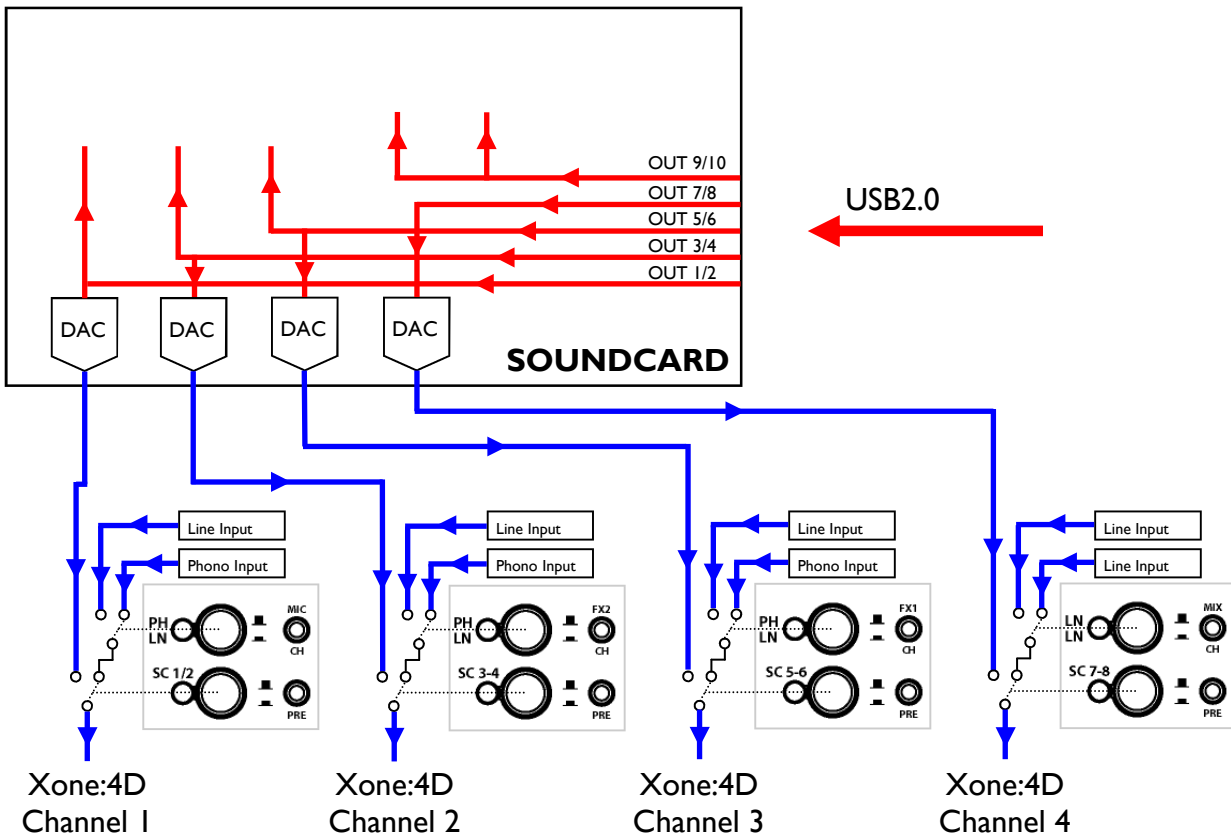 OUT 9/10
OUT 7/8
OUT 5/6
OUT 3/4
OUT 1/2
USB2.0
DAC
DAC
DAC
DAC
SOUNDCARD
Line Input
Phono Input
PH
LN
MIC
CH
SC 1/2
PRE
Line Input
Phono Input
PH
LN
FX2
CH
SC 3-4
PRE
Line Input
Phono Input
PH
LN
FX1
CH
SC 5-6
PRE
Line Input
Line Input
LN
LN
MIX
CH
SC 7-8
PRE
Xone:4D
Channel 1
Xone:4D
Channel 2
Xone:4D
Channel 3
Xone:4D
Channel 4